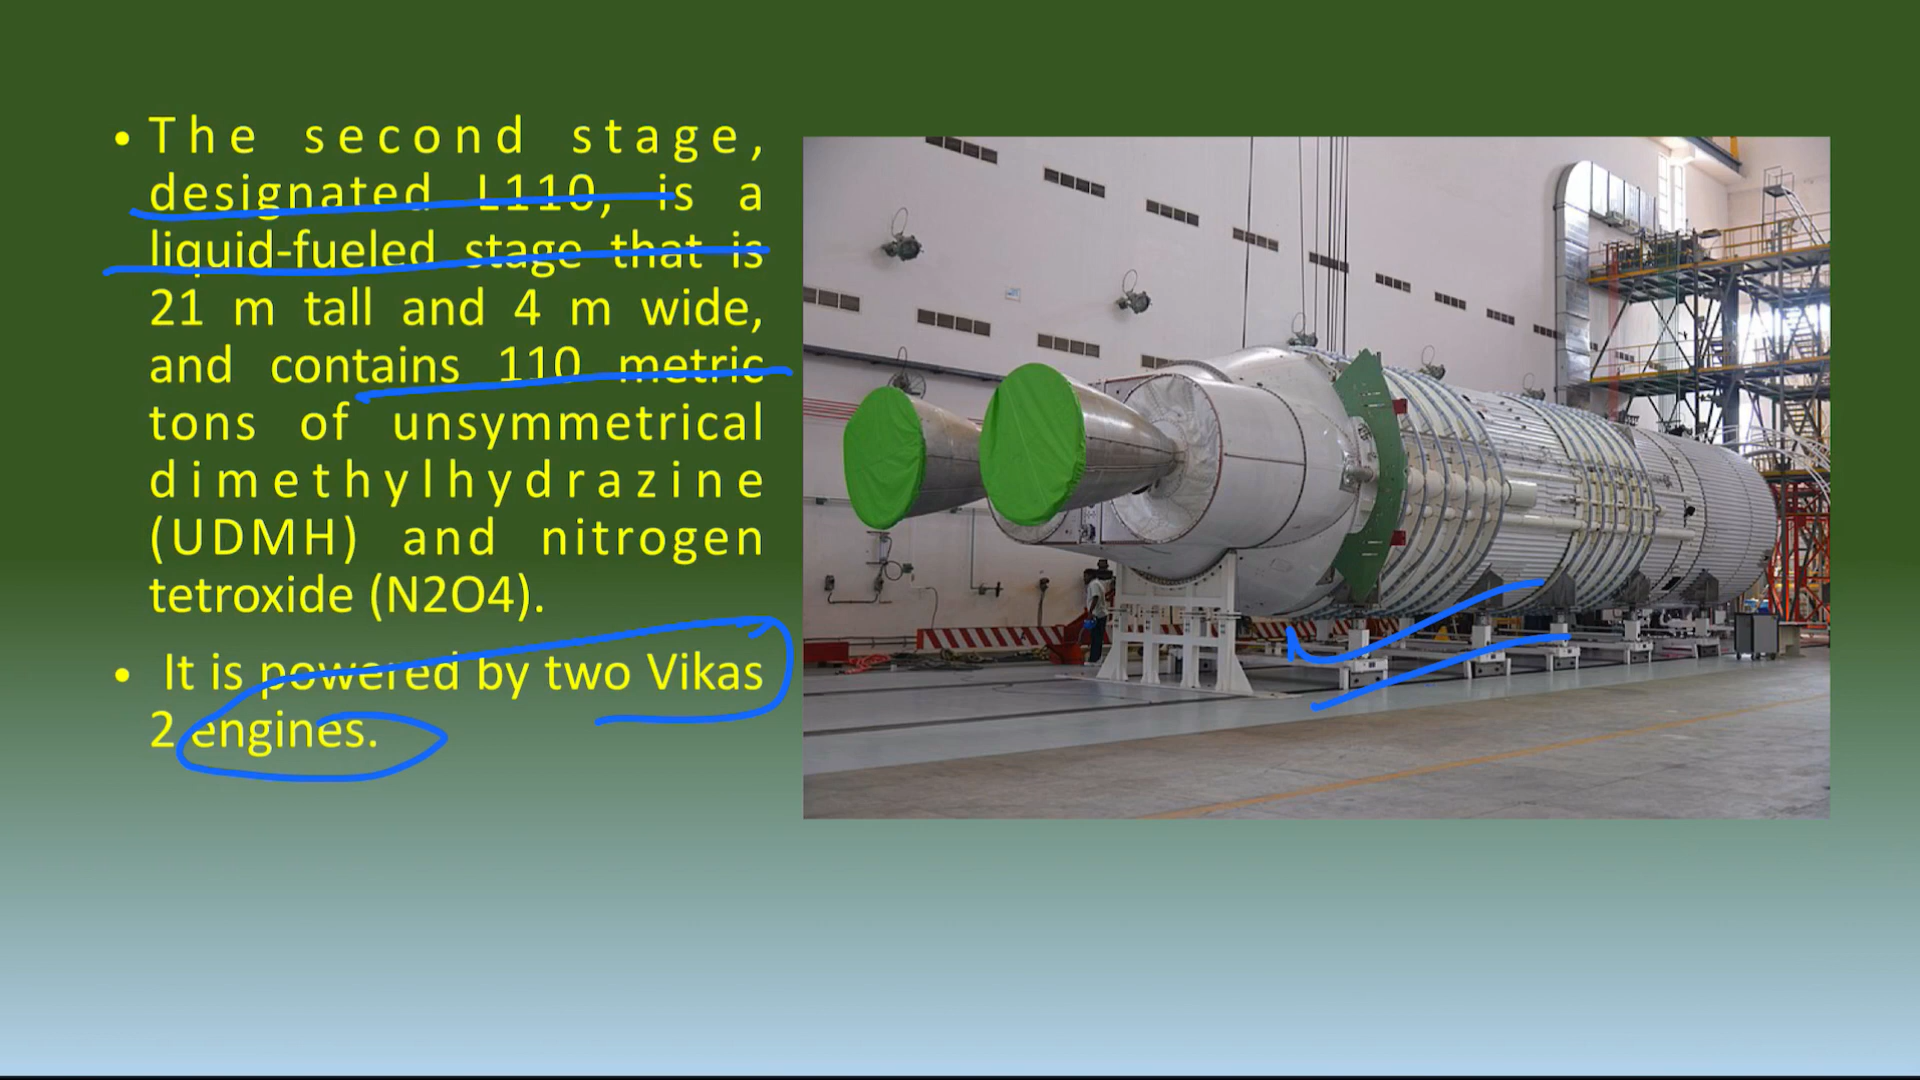 • The second stage,
designated L110, is a
liquid-fueled stage that is
21 m tall and 4 m wide,
and contains 110 metric
tons of unsymmetrical
dimethylhydrazine
(UDMH) and nitrogen
tetroxide (N2O4).
• It is powered by two Vikas
2 engines.